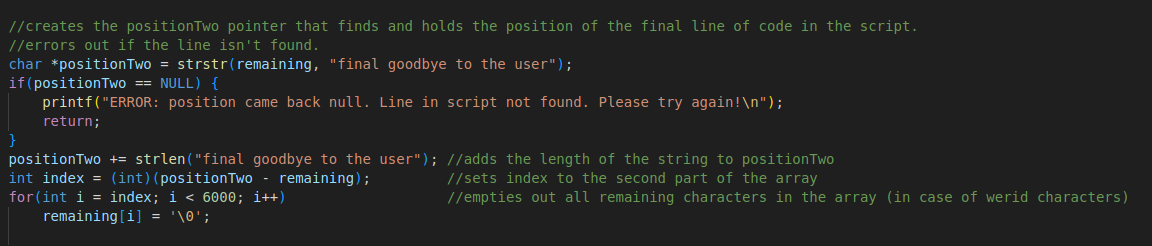 //creates the positionTwo pointer that finds and holds the position of the final line of code in the script.
//errors out if the line isn't found.
char *positionTwo = strstr(remaining, "final goodbye to the user");
if(positionTwo == NULL) {
    printf("ERROR: position came back null. Line in script not found. Please try again!\n");
    return;
}
positionTwo += strlen("final goodbye to the user"); //adds the length of the string to positionTwo
int index = (int)(positionTwo - remaining);         //sets index to the second part of the array
for(int i = index; i < 6000; i++)                   //empties out all remaining characters in the array (in case of werid characters)
    remaining[i] = '\0';